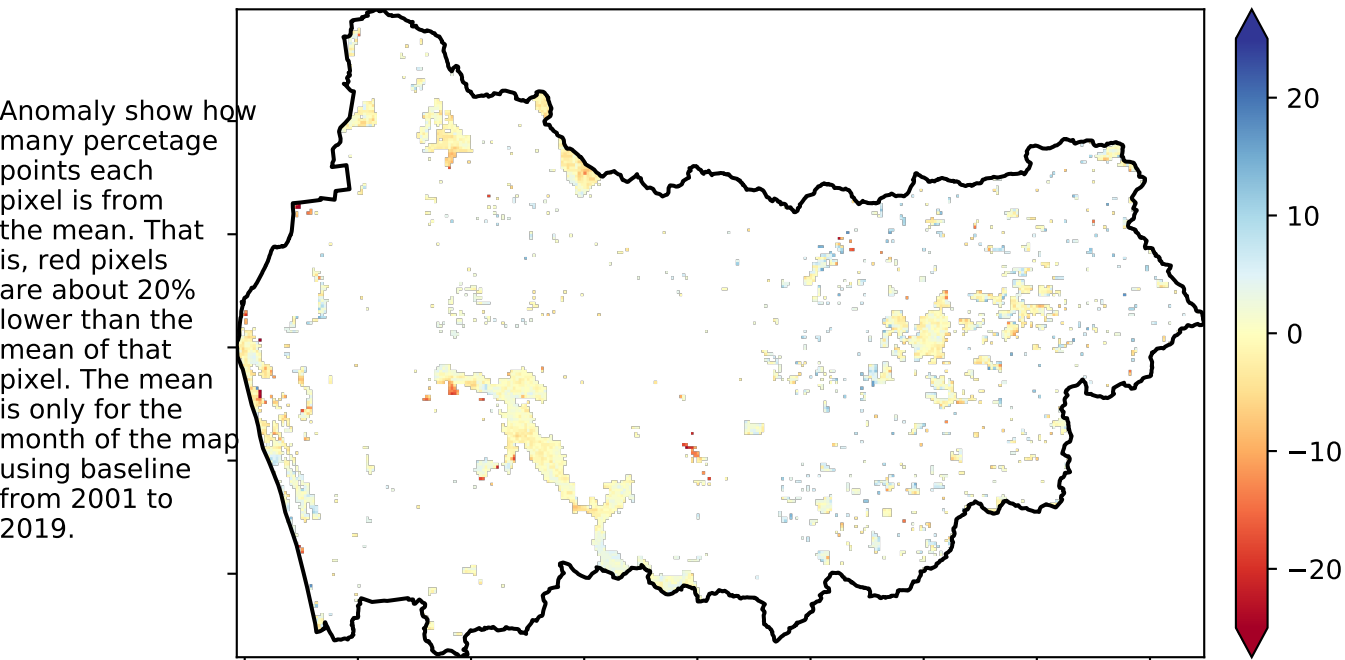 Anomaly show how
many percetage
points each
pixel is from
the mean. That
is, red pixels
are about 20%
lower than the
mean of that
pixel. The mean
is only for the
month of the map
using baseline
from 2001 to
2019.
20
10
0
−10
−20